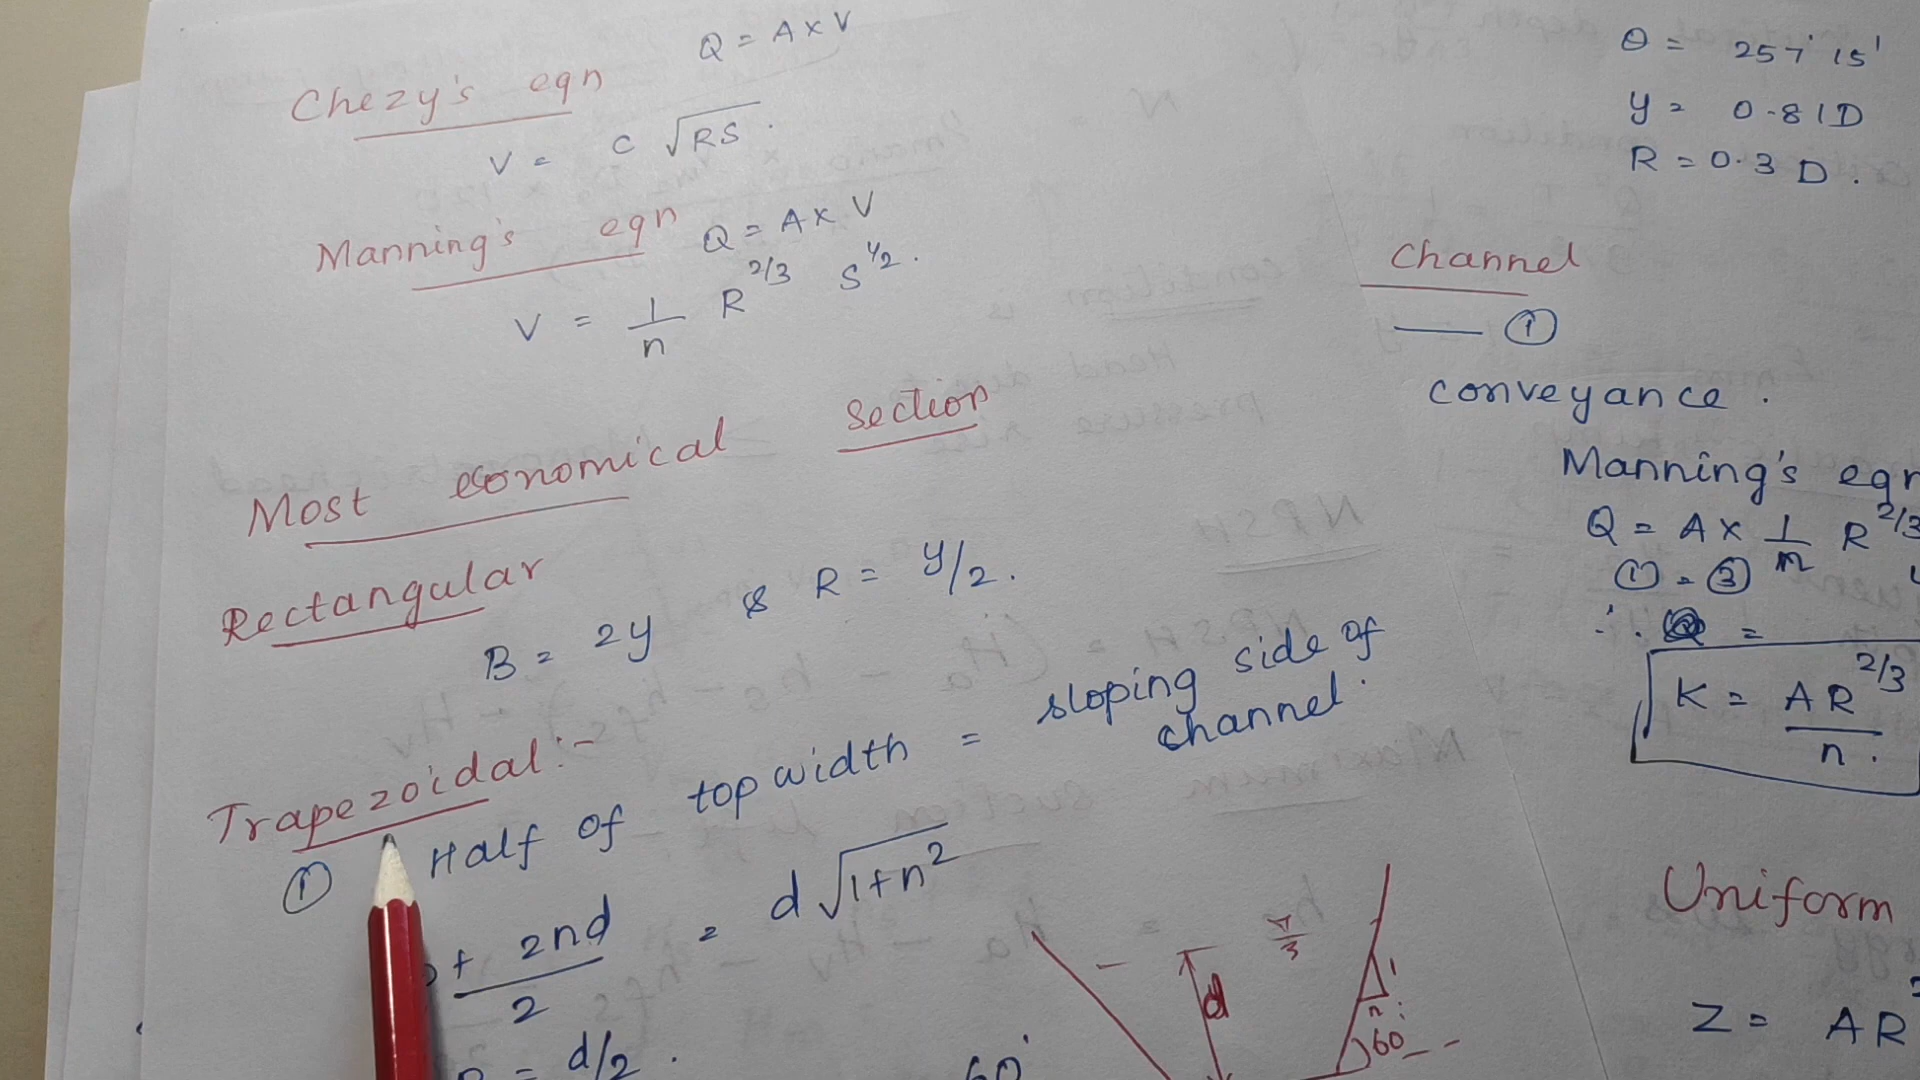 Q = A x V
Chezy's eqn
V = C √RS .
Manning's eqn Q = A x V
V = 1/n R^2/3 S^1/2 .
Most economical section
Rectangular
B = 2y & R = y/2 .
Trapezoidal :-
① Half of top width = sloping side of channel .
+ 2nd / 2 = d √1+n²
= d/2 .
60°
d
1
n
60
θ = 257° 15'
y = 0.81D
R = 0.3 D .
Channel
— ①
conveyance .
Manning's eqn
Q = A x 1/n R^2/3
① = ③
∴ =
K = AR^2/3 / n .
Uniform
Z = AR